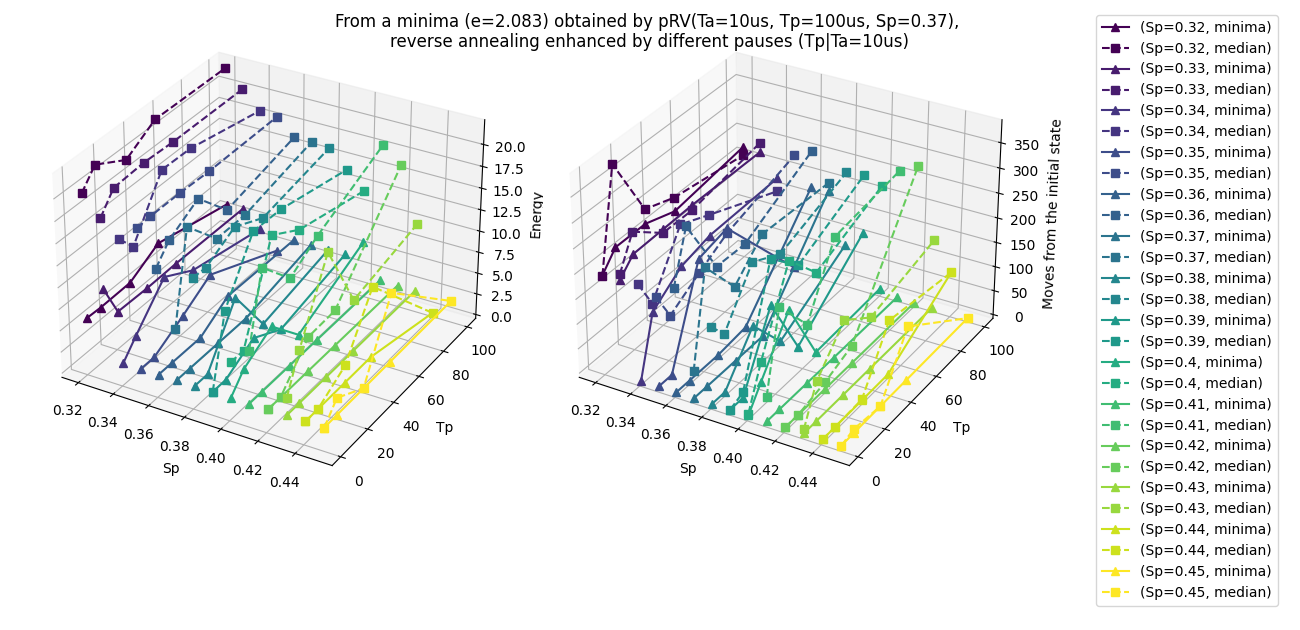 From a minima (e=2.083) obtained by pRV(Ta=10us, Tp=100us, Sp=0.37),
reverse annealing enhanced by different pauses (Tp|Ta=10us)
0.32
0.34
0.36
0.38
0.40
0.42
0.44
Sp
0
20
40
60
80
100
Tp
0.0
2.5
5.0
7.5
10.0
12.5
15.0
17.5
20.0
Energy
0.32
0.34
0.36
0.38
0.40
0.42
0.44
Sp
0
20
40
60
80
100
Tp
0
50
100
150
200
250
300
350
Moves from the initial state
(Sp=0.32, minima)
(Sp=0.32, median)
(Sp=0.33, minima)
(Sp=0.33, median)
(Sp=0.34, minima)
(Sp=0.34, median)
(Sp=0.35, minima)
(Sp=0.35, median)
(Sp=0.36, minima)
(Sp=0.36, median)
(Sp=0.37, minima)
(Sp=0.37, median)
(Sp=0.38, minima)
(Sp=0.38, median)
(Sp=0.39, minima)
(Sp=0.39, median)
(Sp=0.4, minima)
(Sp=0.4, median)
(Sp=0.41, minima)
(Sp=0.41, median)
(Sp=0.42, minima)
(Sp=0.42, median)
(Sp=0.43, minima)
(Sp=0.43, median)
(Sp=0.44, minima)
(Sp=0.44, median)
(Sp=0.45, minima)
(Sp=0.45, median)